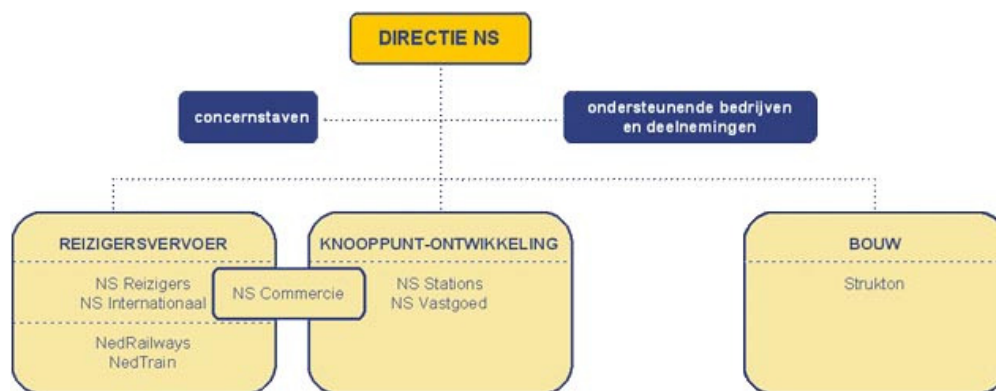 DIRECTIE NS
concernstaven
ondersteunende bedrijven
en deelnemingen
REIZIGERSVERVOER
NS Reizigers
NS Internationaal
NedRailways
NedTrain
NS Commercie
KNOOPPUNT-ONTWIKKELING
NS Stations
NS Vastgoed
BOUW
Strukton